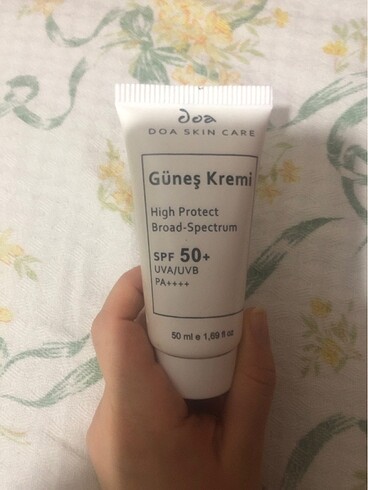 doa
DOA SKIN CARE
Güneş Kremi
High Protect
Broad-Spectrum
SPF 50+
UVA/UVB
PA++++
50 ml e 1,69 fl oz